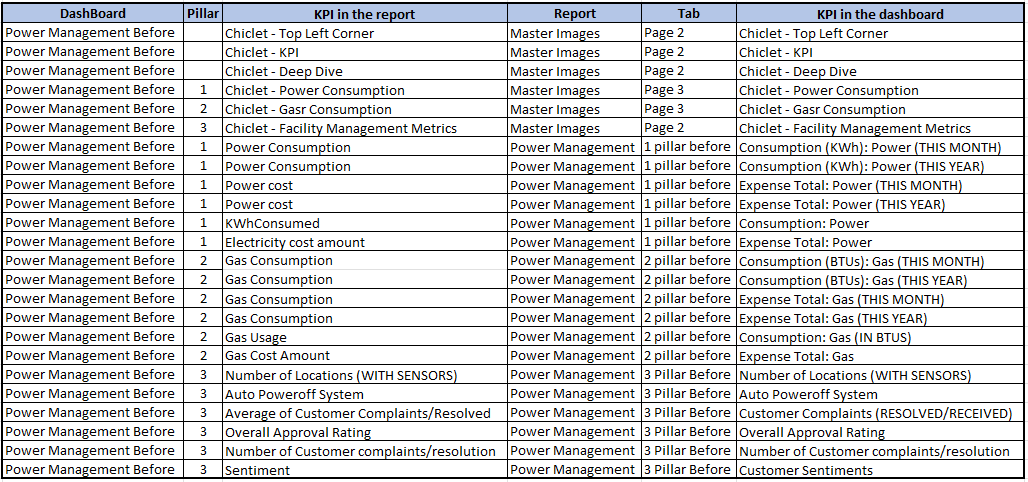 DashBoard Pillar KPI in the report Report Tab KPI in the dashboard
Power Management Before Chiclet - Top Left Corner Master Images Page 2 Chiclet - Top Left Corner
Power Management Before Chiclet - KPI Master Images Page 2 Chiclet - KPI
Power Management Before Chiclet - Deep Dive Master Images Page 2 Chiclet - Deep Dive
Power Management Before 1 Chiclet - Power Consumption Master Images Page 3 Chiclet - Power Consumption
Power Management Before 2 Chiclet - Gasr Consumption Master Images Page 3 Chiclet - Gasr Consumption
Power Management Before 3 Chiclet - Facility Management Metrics Master Images Page 2 Chiclet - Facility Management Metrics
Power Management Before 1 Power Consumption Power Management 1 pillar before Consumption (KWh): Power (THIS MONTH)
Power Management Before 1 Power Consumption Power Management 1 pillar before Consumption (KWh): Power (THIS YEAR)
Power Management Before 1 Power cost Power Management 1 pillar before Expense Total: Power (THIS MONTH)
Power Management Before 1 Power cost Power Management 1 pillar before Expense Total: Power (THIS YEAR)
Power Management Before 1 KWhConsumed Power Management 1 pillar before Consumption: Power
Power Management Before 1 Electricity cost amount Power Management 1 pillar before Expense Total: Power
Power Management Before 2 Gas Consumption Power Management 2 pillar before Consumption (BTUs): Gas (THIS MONTH)
Power Management Before 2 Gas Consumption Power Management 2 pillar before Consumption (BTUs): Gas (THIS YEAR)
Power Management Before 2 Gas Consumption Power Management 2 pillar before Expense Total: Gas (THIS MONTH)
Power Management Before 2 Gas Consumption Power Management 2 pillar before Expense Total: Gas (THIS YEAR)
Power Management Before 2 Gas Usage Power Management 2 pillar before Consumption: Gas (IN BTUS)
Power Management Before 2 Gas Cost Amount Power Management 2 pillar before Expense Total: Gas
Power Management Before 3 Number of Locations (WITH SENSORS) Power Management 3 Pillar Before Number of Locations (WITH SENSORS)
Power Management Before 3 Auto Poweroff System Power Management 3 Pillar Before Auto Poweroff System
Power Management Before 3 Average of Customer Complaints/Resolved Power Management 3 Pillar Before Customer Complaints (RESOLVED/RECEIVED)
Power Management Before 3 Overall Approval Rating Power Management 3 Pillar Before Overall Approval Rating
Power Management Before 3 Number of Customer complaints/resolution Power Management 3 Pillar Before Number of Customer complaints/resolution
Power Management Before 3 Sentiment Power Management 3 Pillar Before Customer Sentiments